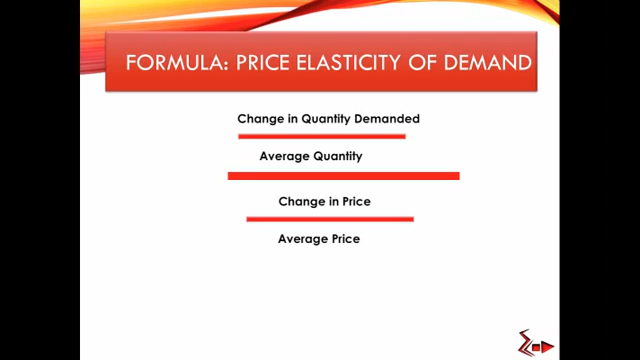 FORMULA: PRICE ELASTICITY OF DEMAND
Change in Quantity Demanded
Average Quantity
Change in Price
Average Price